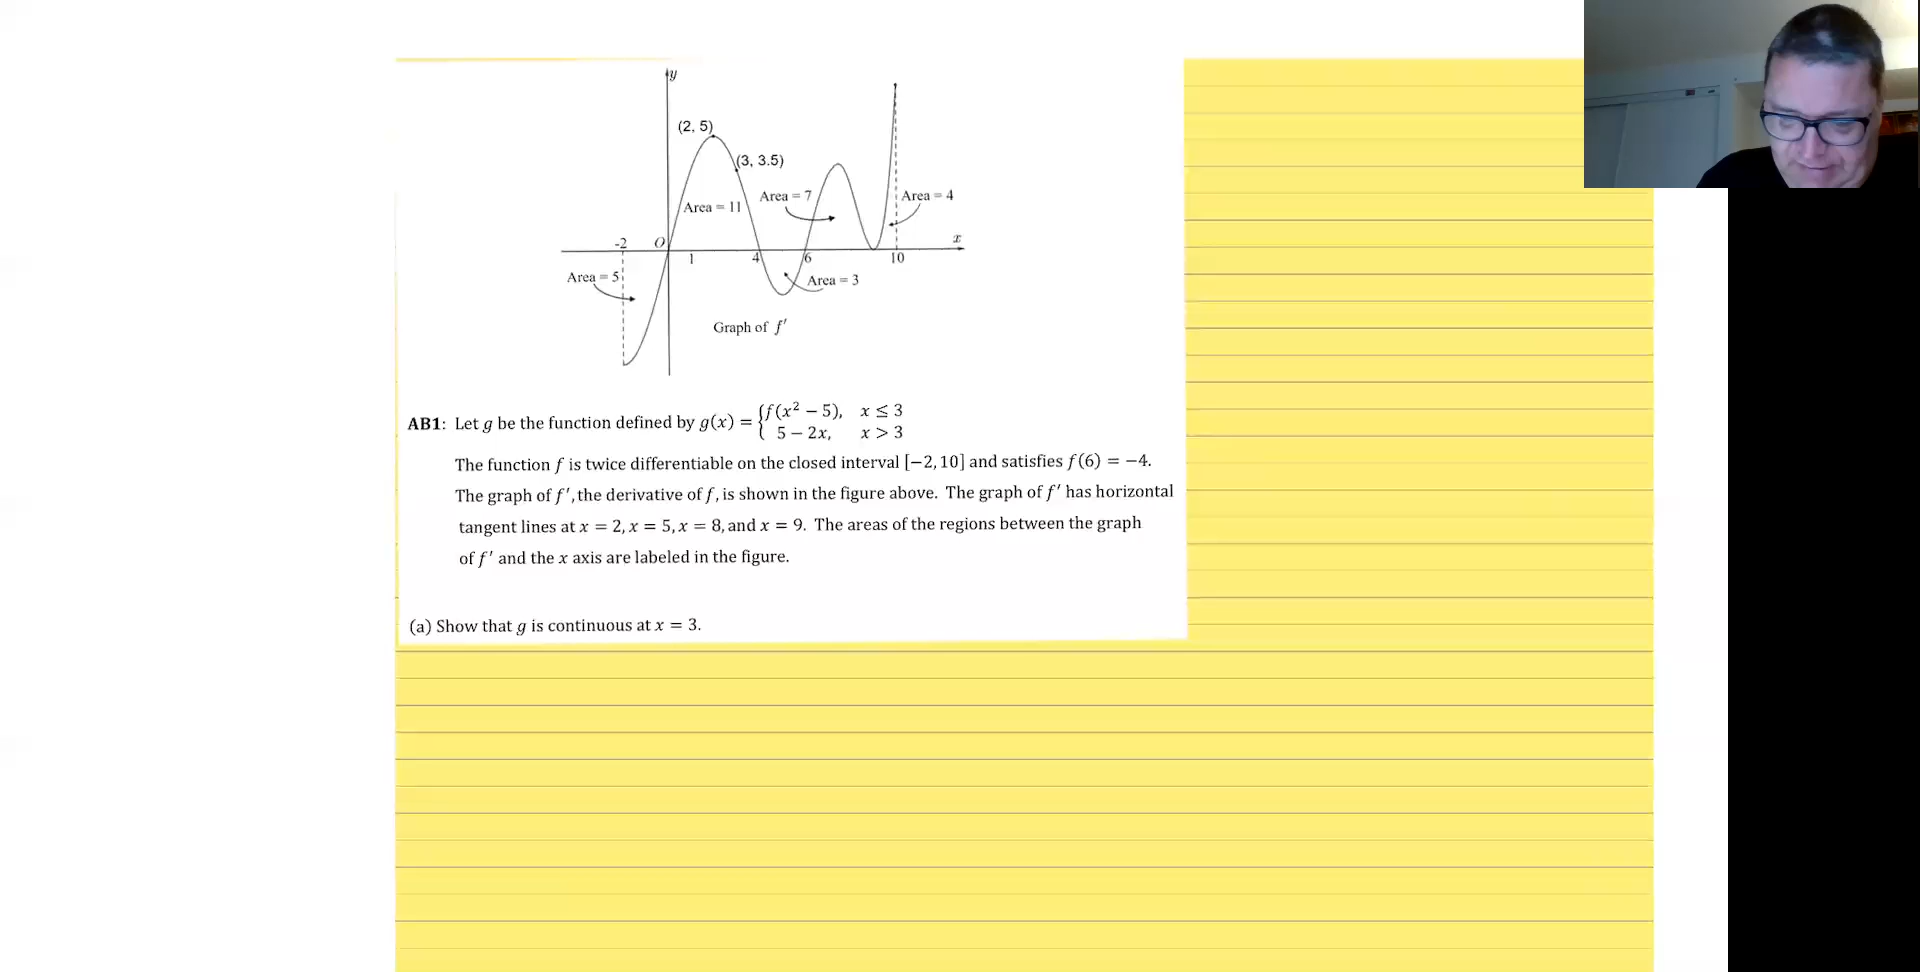 y
(2, 5)
(3, 3.5)
Area = 7
Area = 4
Area = 11
-2
O
x
1
4
6
10
Area = 5
Area = 3
Graph of f′
AB1: Let g be the function defined by g(x) = { f(x² − 5), x ≤ 3
5 − 2x, x > 3
The function f is twice differentiable on the closed interval [−2, 10] and satisfies f(6) = −4.
The graph of f′, the derivative of f, is shown in the figure above. The graph of f′ has horizontal
tangent lines at x = 2, x = 5, x = 8, and x = 9. The areas of the regions between the graph
of f′ and the x axis are labeled in the figure.
(a) Show that g is continuous at x = 3.